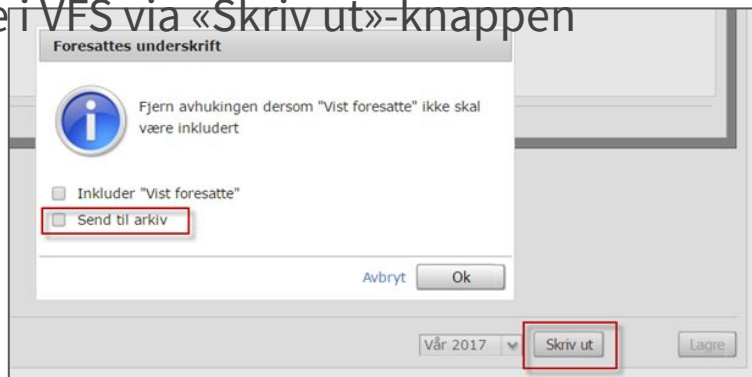 e i VFS via «Skriv ut»-knappen
Foresattes underskrift
Fjern avhukingen dersom "Vist foresatte" ikke skal
være inkludert
Inkluder "Vist foresatte"
Send til arkiv
Avbryt Ok
Vår 2017 Skriv ut Lagre